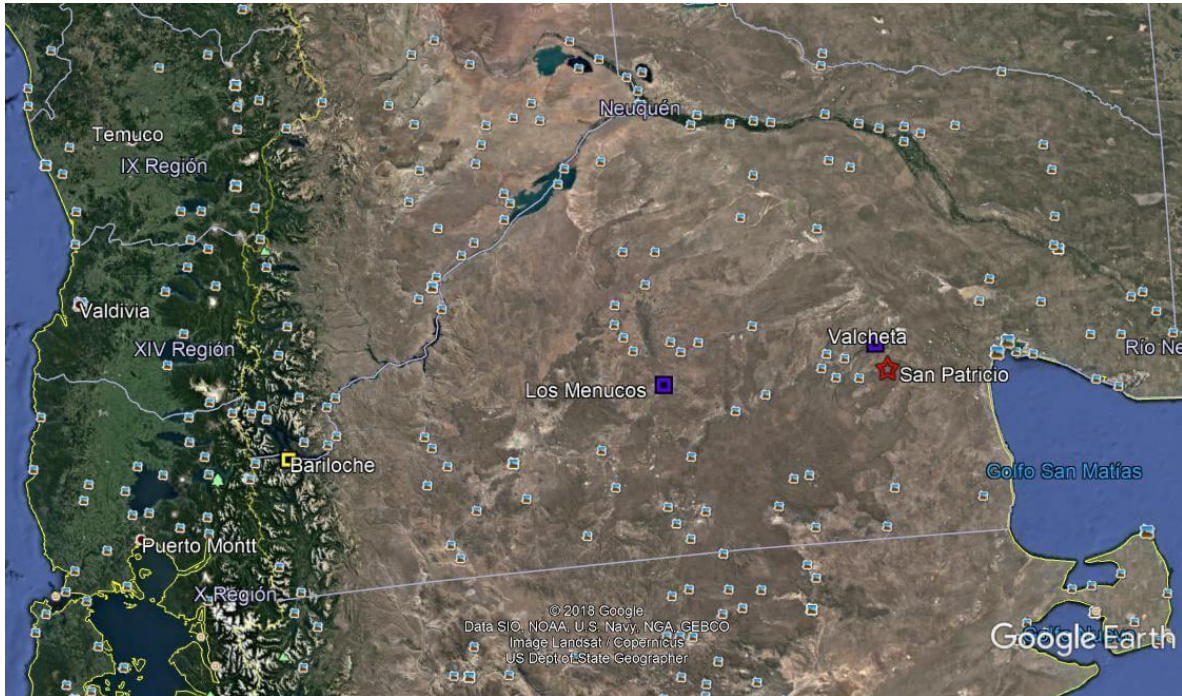 Neuquén
Temuco
IX Región
Valdivia
XIV Región
Valcheta
Río Ne
San Patricio
Los Menucos
Bariloche
Golfo San Matías
Puerto Montt
X Región
© 2018 Google
Data SIO, NOAA, U.S. Navy, NGA, GEBCO
Image Landsat / Copernicus
US Dept of State Geographer
Google Earth